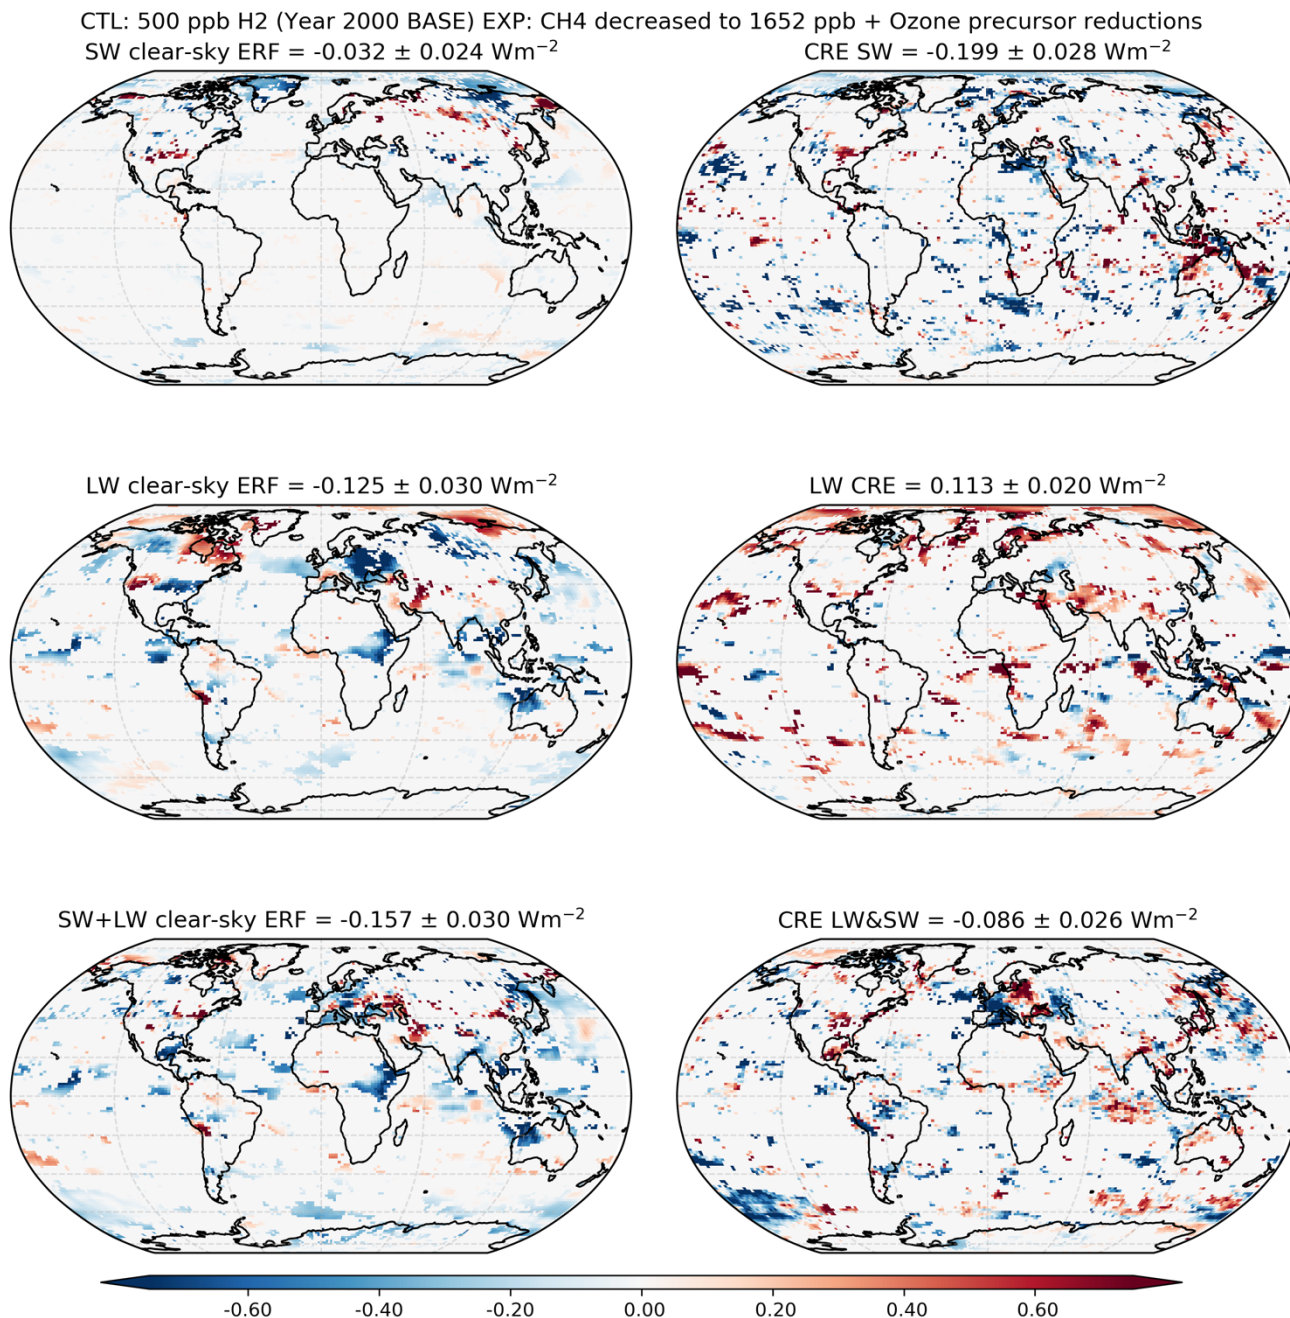 CTL: 500 ppb H2 (Year 2000 BASE) EXP: CH4 decreased to 1652 ppb + Ozone precursor reductions
SW clear-sky ERF = -0.032 ± 0.024 Wm⁻²
CRE SW = -0.199 ± 0.028 Wm⁻²
LW clear-sky ERF = -0.125 ± 0.030 Wm⁻²
LW CRE = 0.113 ± 0.020 Wm⁻²
SW+LW clear-sky ERF = -0.157 ± 0.030 Wm⁻²
CRE LW&SW = -0.086 ± 0.026 Wm⁻²
-0.60 -0.40 -0.20 0.00 0.20 0.40 0.60